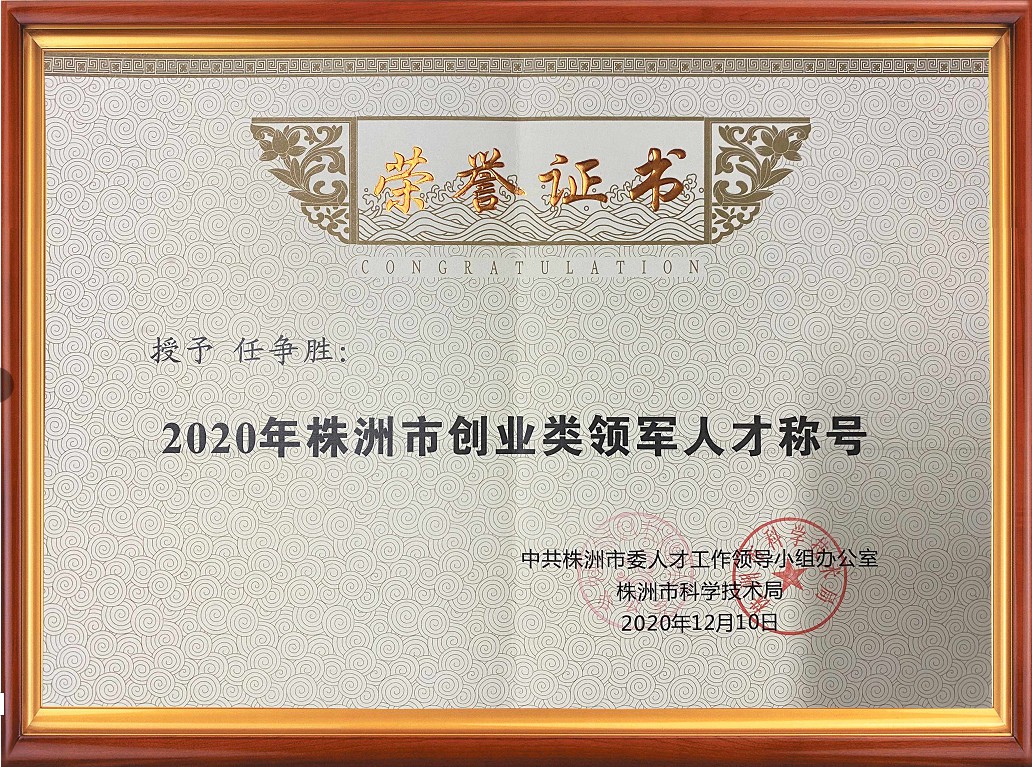 荣誉证书
CONGRATULATION
授予 任争胜:
2020年株洲市创业类领军人才称号
中共株洲市委人才工作领导小组办公室
株洲市科学技术局
2020年12月10日